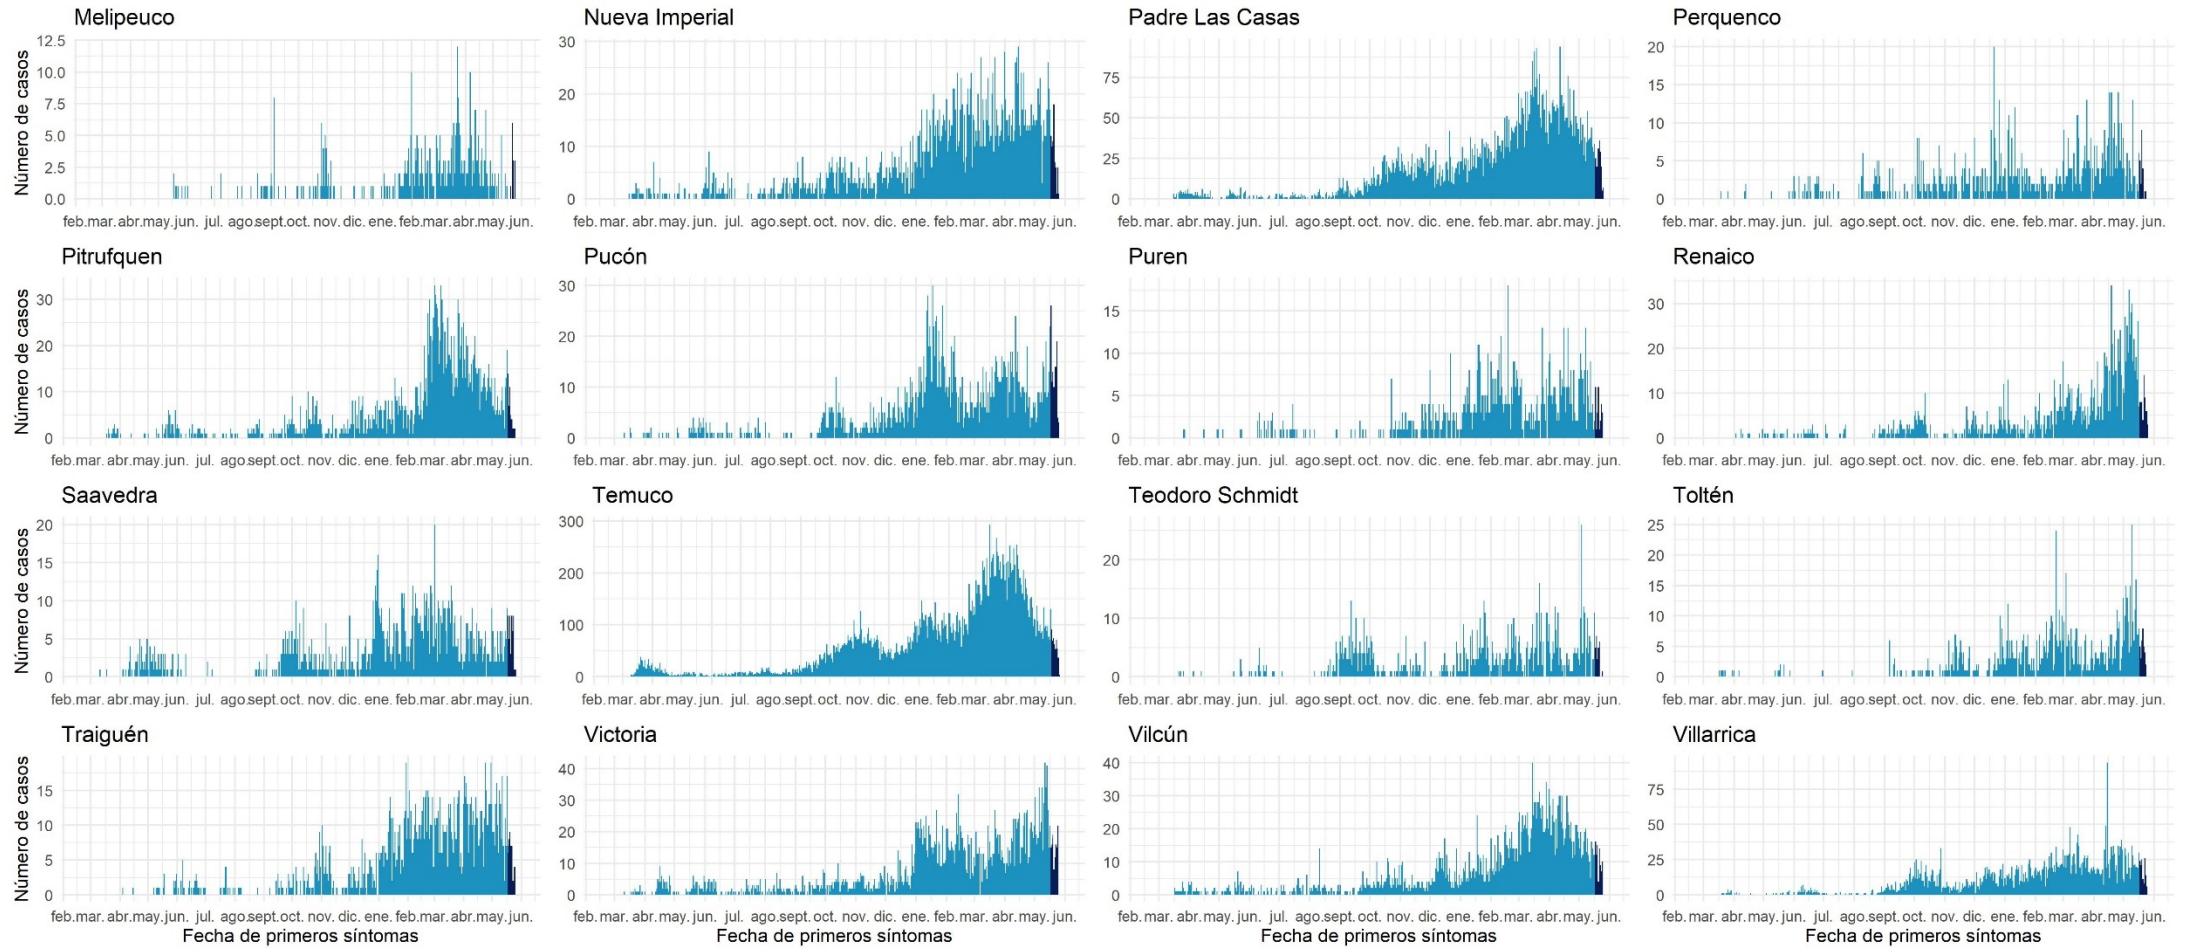 Melipeuco
Número de casos
12.5
10.0
7.5
5.0
2.5
0.0
feb.mar. abr.may.jun. jul. ago.sept.oct. nov. dic. ene. feb.mar. abr.may.jun.
Nueva Imperial
30
20
10
0
feb.mar. abr.may.jun. jul. ago.sept.oct. nov. dic. ene. feb.mar. abr.may.jun.
Padre Las Casas
75
50
25
0
feb.mar. abr.may.jun. jul. ago.sept.oct. nov. dic. ene. feb.mar. abr.may.jun.
Perquenco
20
15
10
5
0
feb.mar. abr.may.jun. jul. ago.sept.oct. nov. dic. ene. feb.mar. abr.may.jun.
Pitrufquen
Número de casos
30
20
10
0
feb.mar. abr.may.jun. jul. ago.sept.oct. nov. dic. ene. feb.mar. abr.may.jun.
Pucón
30
20
10
0
feb.mar. abr.may.jun. jul. ago.sept.oct. nov. dic. ene. feb.mar. abr.may.jun.
Puren
15
10
5
0
feb.mar. abr.may.jun. jul. ago.sept.oct. nov. dic. ene. feb.mar. abr.may.jun.
Renaico
30
20
10
0
feb.mar. abr.may.jun. jul. ago.sept.oct. nov. dic. ene. feb.mar. abr.may.jun.
Saavedra
Número de casos
20
15
10
5
0
feb.mar. abr.may.jun. jul. ago.sept.oct. nov. dic. ene. feb.mar. abr.may.jun.
Temuco
300
200
100
0
feb.mar. abr.may.jun. jul. ago.sept.oct. nov. dic. ene. feb.mar. abr.may.jun.
Teodoro Schmidt
20
10
0
feb.mar. abr.may.jun. jul. ago.sept.oct. nov. dic. ene. feb.mar. abr.may.jun.
Toltén
25
20
15
10
5
0
feb.mar. abr.may.jun. jul. ago.sept.oct. nov. dic. ene. feb.mar. abr.may.jun.
Traiguén
Número de casos
15
10
5
0
feb.mar. abr.may.jun. jul. ago.sept.oct. nov. dic. ene. feb.mar. abr.may.jun.
Fecha de primeros síntomas
Victoria
40
30
20
10
0
feb.mar. abr.may.jun. jul. ago.sept.oct. nov. dic. ene. feb.mar. abr.may.jun.
Fecha de primeros síntomas
Vilcún
40
30
20
10
0
feb.mar. abr.may.jun. jul. ago.sept.oct. nov. dic. ene. feb.mar. abr.may.jun.
Fecha de primeros síntomas
Villarrica
75
50
25
0
feb.mar. abr.may.jun. jul. ago.sept.oct. nov. dic. ene. feb.mar. abr.may.jun.
Fecha de primeros síntomas